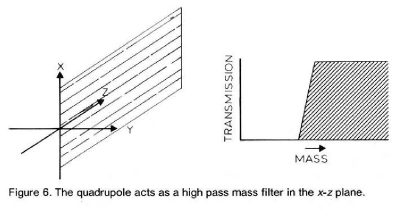 X
Z
Y
TRANSMISSION
MASS
Figure 6. The quadrupole acts as a high pass mass filter in the x-z plane.